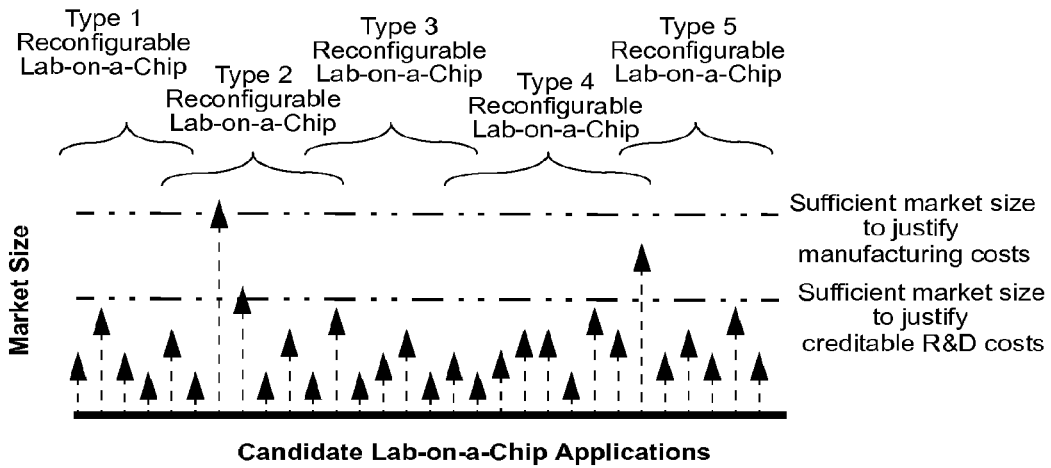 Type 1
Reconfigurable
Lab-on-a-Chip
Type 2
Reconfigurable
Lab-on-a-Chip
Type 3
Reconfigurable
Lab-on-a-Chip
Type 4
Reconfigurable
Lab-on-a-Chip
Type 5
Reconfigurable
Lab-on-a-Chip
Sufficient market size
to justify
manufacturing costs
Sufficient market size
to justify
creditable R&D costs
Market Size
Candidate Lab-on-a-Chip Applications